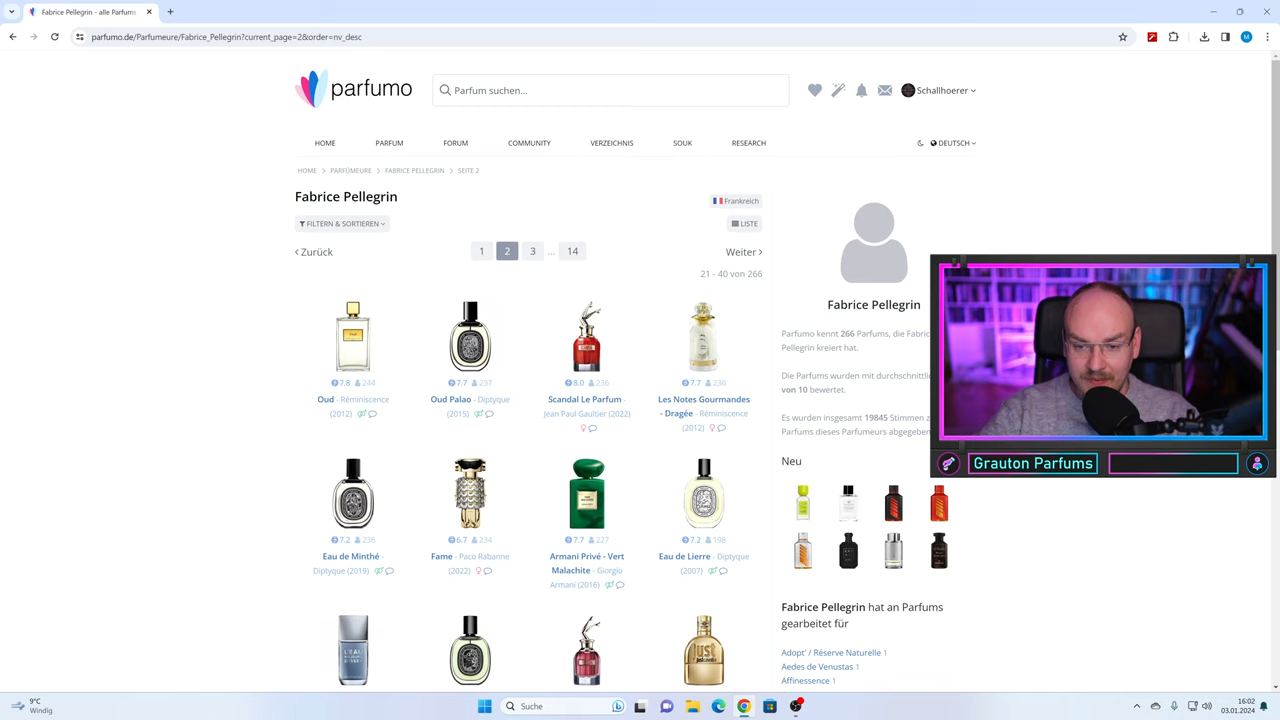 Fabrice Pellegrin - alle Parfums
parfumo.de/Parfumeure/Fabrice_Pellegrin?current_page=2&order=nv_desc
M
parfumo
Parfum suchen...
Schallhoerer
HOME PARFUM FORUM COMMUNITY VERZEICHNIS SOUK RESEARCH
DEUTSCH
HOME PARFÜMEURE FABRICE PELLEGRIN SEITE 2
Fabrice Pellegrin
Frankreich
FILTERN & SORTIEREN
LISTE
Zurück
1 2 3 ... 14
Weiter
21 - 40 von 266
7.8 244
Oud - Réminiscence
(2012)
7.7 237
Oud Palao - Diptyque
(2015)
8.0 236
Scandal Le Parfum -
Jean Paul Gaultier (2022)
7.7 236
Les Notes Gourmandes
- Dragée - Réminiscence
(2012)
7.2 236
Eau de Minthé -
Diptyque (2019)
6.7 234
Fame - Paco Rabanne
(2022)
7.7 227
Armani Privé - Vert
Malachite - Giorgio
Armani (2016)
7.2 198
Eau de Lierre - Diptyque
(2007)
L'EAU
just
Fabrice Pellegrin
Parfumo kennt 266 Parfums, die Fabric
Pellegrin kreiert hat.
Die Parfums wurden mit durchschnittlic
von 10 bewertet.
Es wurden insgesamt 19845 Stimmen z
Parfums dieses Parfumeurs abgegeben
Neu
Fabrice Pellegrin hat an Parfums
gearbeitet für
Adopt' / Réserve Naturelle 1
Aedes de Venustas 1
Affinessence 1
Grauton Parfums
9°C
Windig
Suche
16:02
03.01.2024